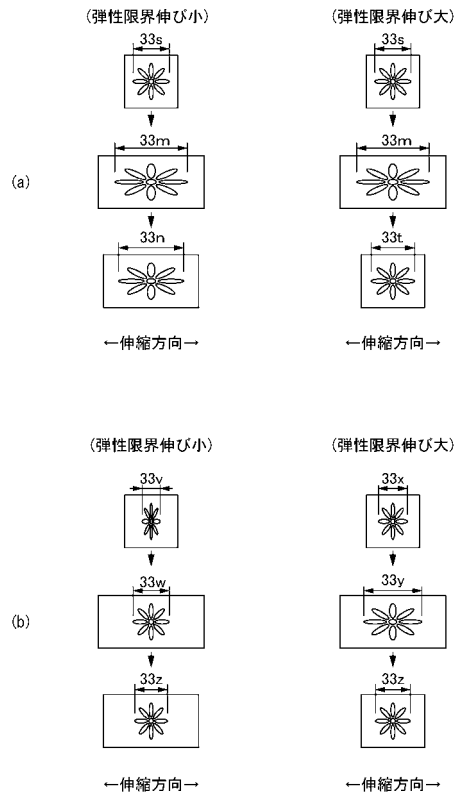 (弾性限界伸び小) (弾性限界伸び大)
33s 33s
33m 33m
(a)
33n 33t
←伸縮方向→ ←伸縮方向→
(弾性限界伸び小) (弾性限界伸び大)
33v 33x
33w 33y
(b)
33z 33z
←伸縮方向→ ←伸縮方向→